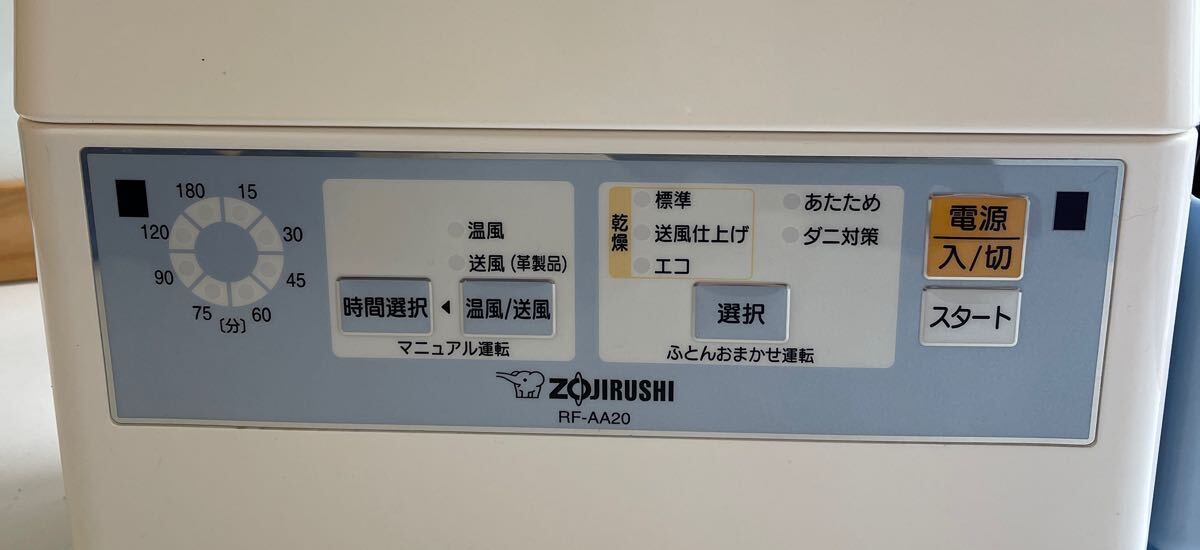 180
15
120
30
90
45
75
60
〔分〕
温風
送風(革製品)
時間選択
温風/送風
マニュアル運転
乾燥
標準
送風仕上げ
エコ
あたため
ダニ対策
選択
ふとんおまかせ運転
電源
入/切
スタート
ZOJIRUSHI
RF-AA20